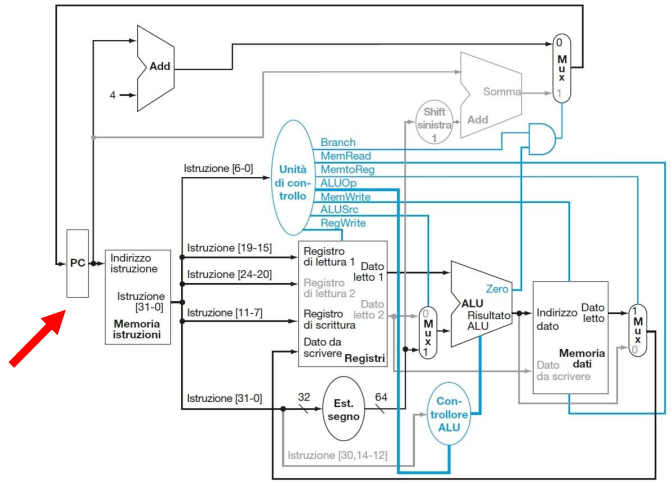 Add
4
0
M
u
x
1
Somma
Add
Shift
sinistra
1
Branch
MemRead
MemtoReg
ALUOp
MemWrite
ALUSrc
RegWrite
Unità
di con-
trollo
Istruzione [6-0]
PC
Indirizzo
istruzione
Istruzione
[31-0]
Memoria
istruzioni
Istruzione [19-15]
Istruzione [24-20]
Istruzione [11-7]
Registro
di lettura 1
Dato
letto 1
Registro
di lettura 2
Dato
letto 2
Registro
di scrittura
Dato da
scrivere
Registri
0
M
u
x
1
Zero
ALU
Risultato
ALU
Indirizzo
dato
Dato
letto
Memoria
dati
Dato
da scrivere
1
M
u
x
0
Istruzione [31-0]
32
Est.
segno
64
Con-
trollore
ALU
Istruzione [30,14-12]